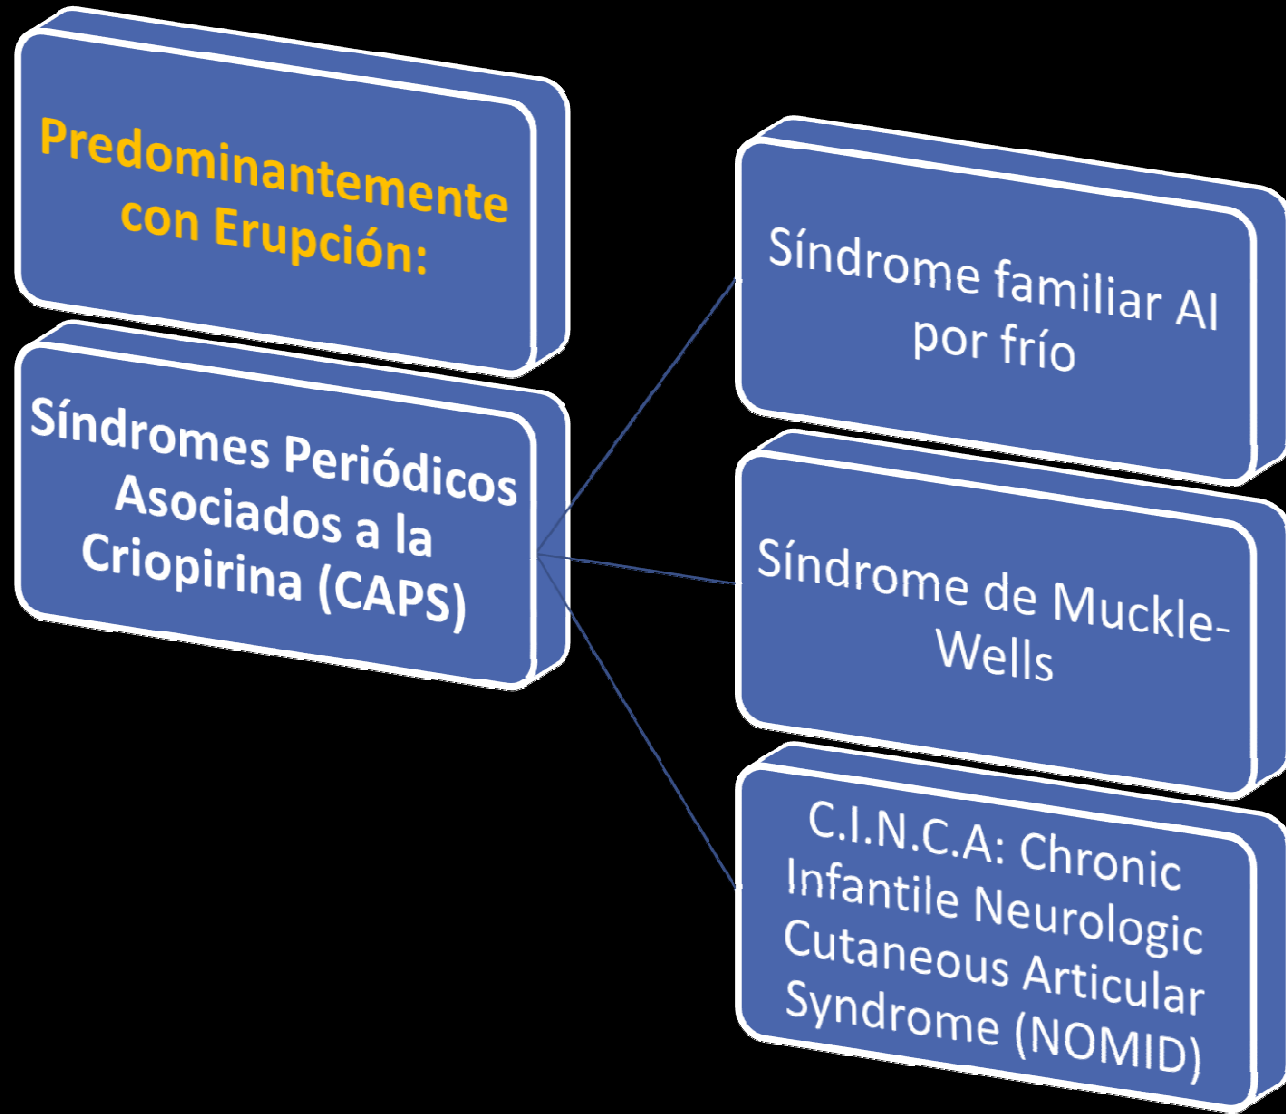 Predominantemente
con Erupción:
Síndromes Periódicos
Asociados a la
Criopirina (CAPS)
Síndrome familiar AI
por frío
Síndrome de Muckle-
Wells
C.I.N.C.A: Chronic
Infantile Neurologic
Cutaneous Articular
Syndrome (NOMID)